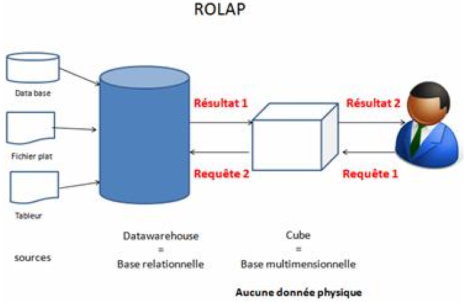 ROLAP
Data base
Résultat 1
Résultat 2
Fichier plat
Requête 2
Requête 1
Tableur
Datawarehouse
=
Base relationnelle
Cube
=
Base multimensionnelle
sources
Aucune donnée physique